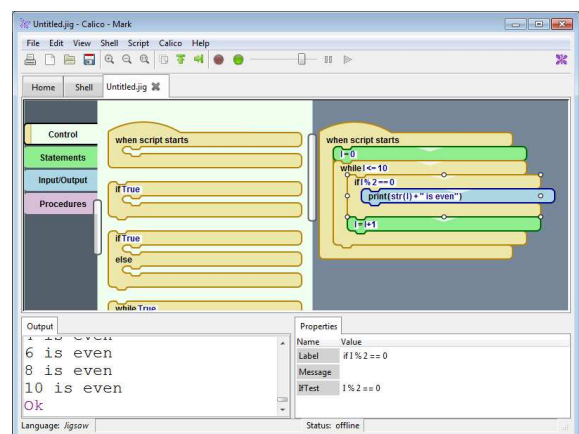 Untitled.jig - Calico - Mark
File Edit View Shell Script Calico Help
Home Shell Untitled.jig
Control
Statements
Input/Output
Procedures
when script starts
if True
if True
else
while True
when script starts
I = 0
while I <= 10
if I % 2 == 0
print(str(I) + " is even")
I = I+1
Output
is even
6 is even
8 is even
10 is even
Ok
Properties
Name Value
Label if I % 2 == 0
Message
IfTest I % 2 == 0
Language: Jigsaw
Status: offline